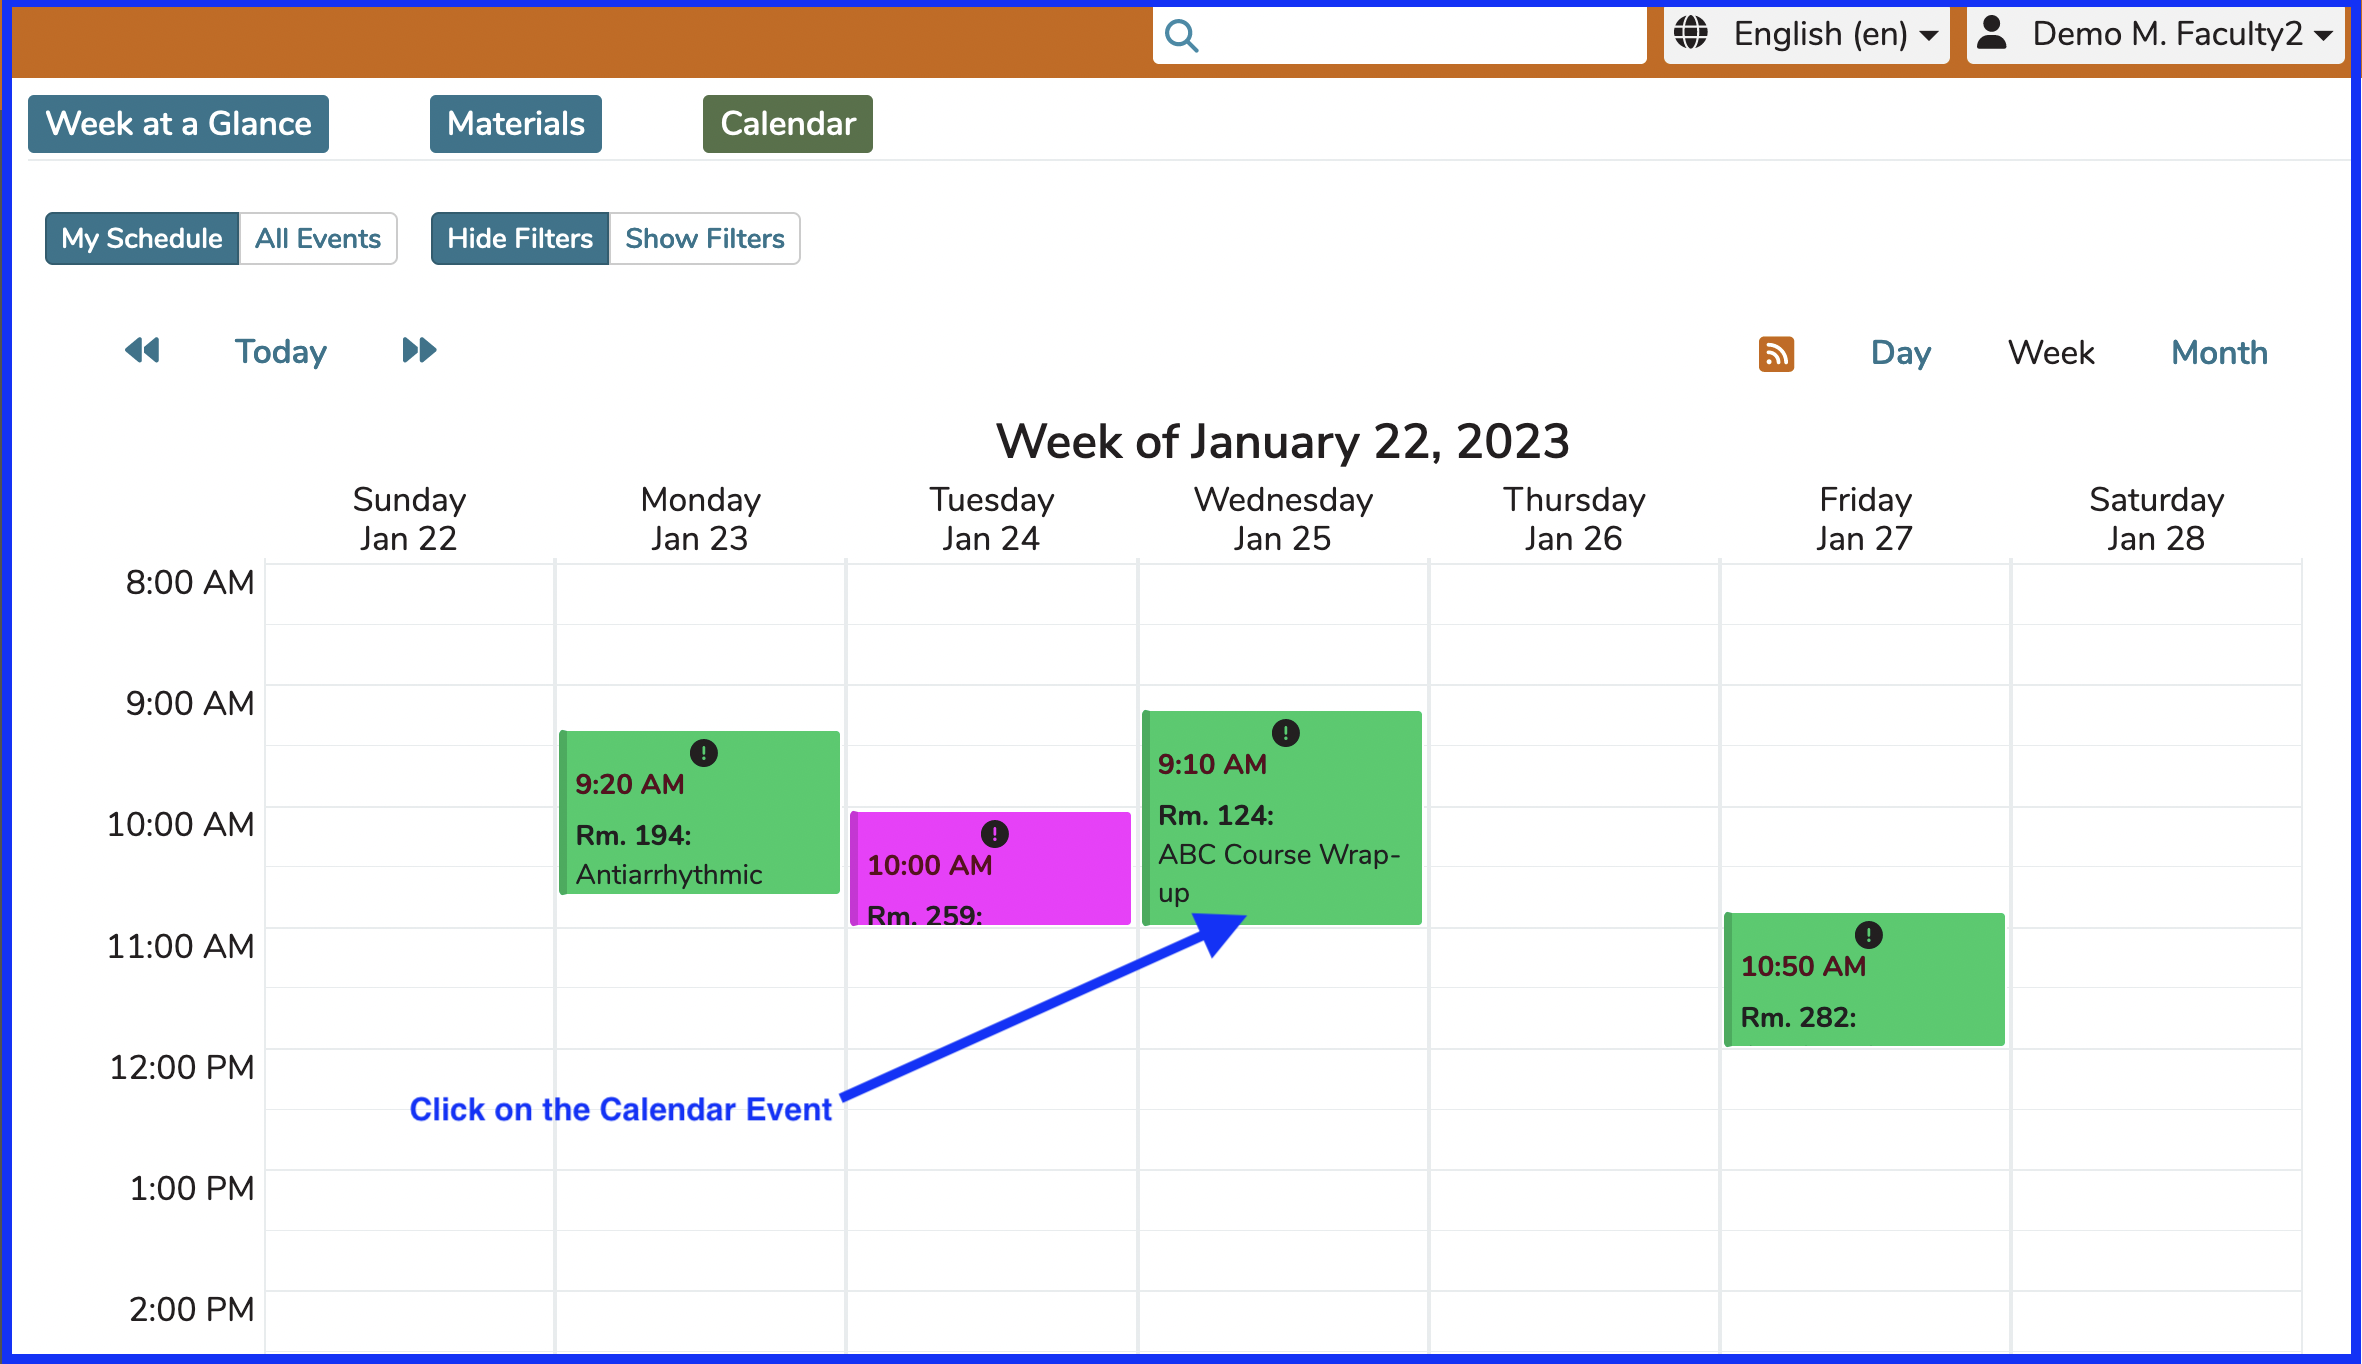 English (en)
Demo M. Faculty2
Week at a Glance
Materials
Calendar
My Schedule
All Events
Hide Filters
Show Filters
Today
Day
Week
Month
Week of January 22, 2023
Sunday
Jan 22
Monday
Jan 23
Tuesday
Jan 24
Wednesday
Jan 25
Thursday
Jan 26
Friday
Jan 27
Saturday
Jan 28
8:00 AM
9:00 AM
10:00 AM
11:00 AM
12:00 PM
1:00 PM
2:00 PM
9:20 AM
Rm. 194:
Antiarrhythmic
10:00 AM
Rm. 259:
9:10 AM
Rm. 124:
ABC Course Wrap-
up
10:50 AM
Rm. 282:
Click on the Calendar Event